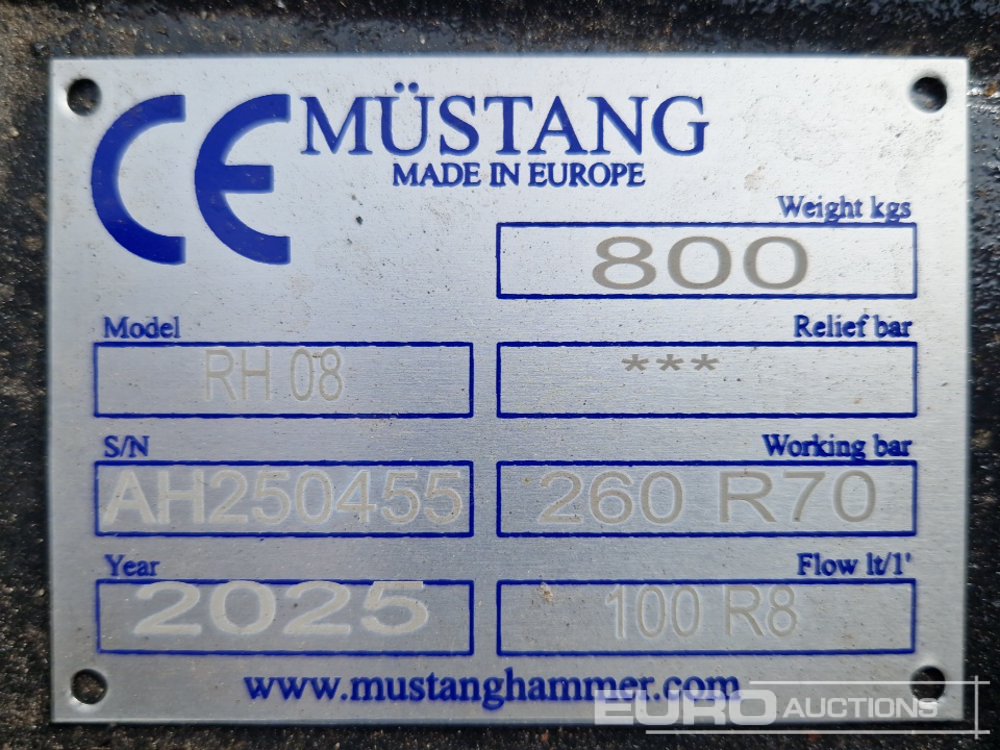 CE MÜSTANG
MADE IN EUROPE
Weight kgs
800
Model
RH 08
Relief bar
***
S/N
AH250455
Working bar
260 R70
Year
2025
Flow lt/1'
100 R8
www.mustanghammer.com
EURO AUCTIONS